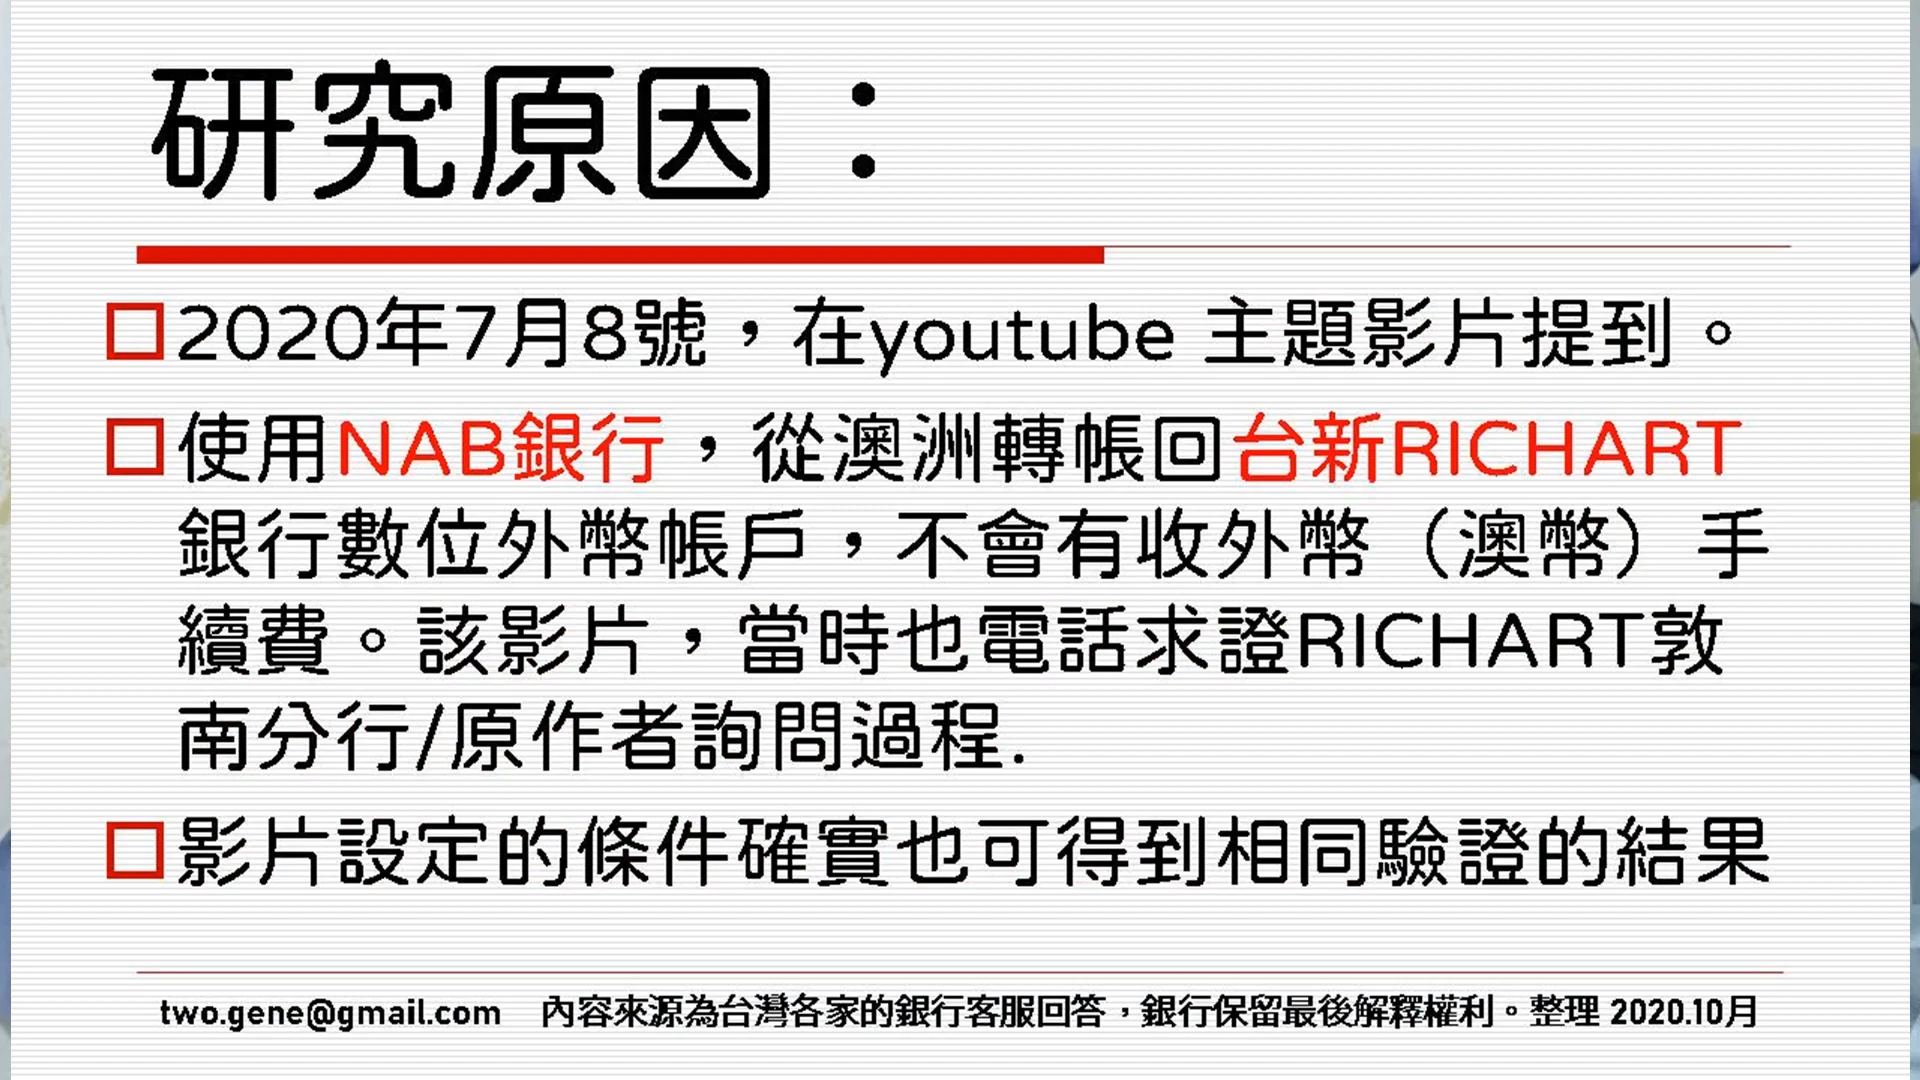 研究原因：
2020年7月8號，在youtube 主題影片提到。
使用NAB銀行，從澳洲轉帳回台新RICHART
銀行數位外幣帳戶，不會有收外幣（澳幣）手
續費。該影片，當時也電話求證RICHART敦
南分行/原作者詢問過程.
影片設定的條件確實也可得到相同驗證的結果
two.gene@gmail.com 內容來源為台灣各家的銀行客服回答，銀行保留最後解釋權利。整理 2020.10月